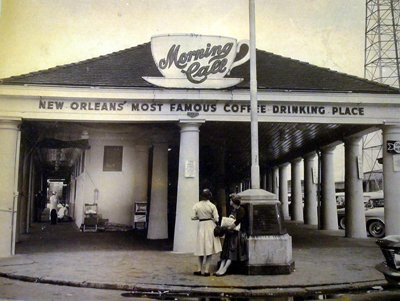 Morning
Call
NEW ORLEANS' MOST FAMOUS COFFEE DRINKING PLACE